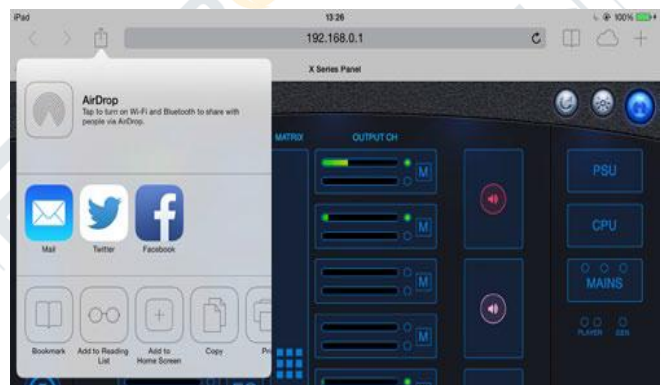 iPad
13:26
100%
192.168.0.1
X Series Panel
AirDrop
Tap to turn on Wi-Fi and Bluetooth to share with
people via AirDrop.
MATRIX
OUTPUT CH
M
PSU
Mail
Twitter
Facebook
M
CPU
MAINS
M
PLAYER
GEN
M
Bookmark
Add to Reading
List
Add to
Home Screen
Copy
Pri